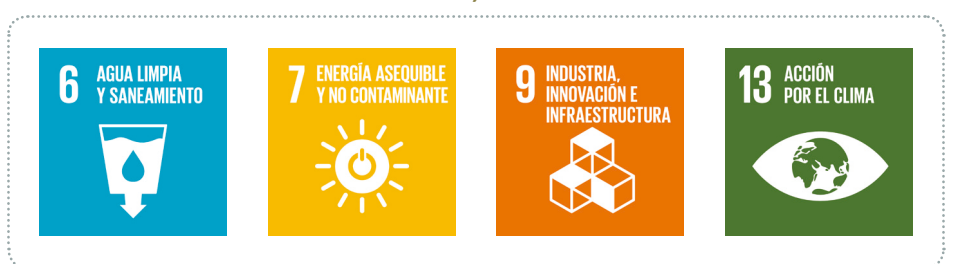 6 AGUA LIMPIA
Y SANEAMIENTO
7 ENERGÍA ASEQUIBLE
Y NO CONTAMINANTE
9 INDUSTRIA,
INNOVACIÓN E
INFRAESTRUCTURA
13 ACCIÓN
POR EL CLIMA